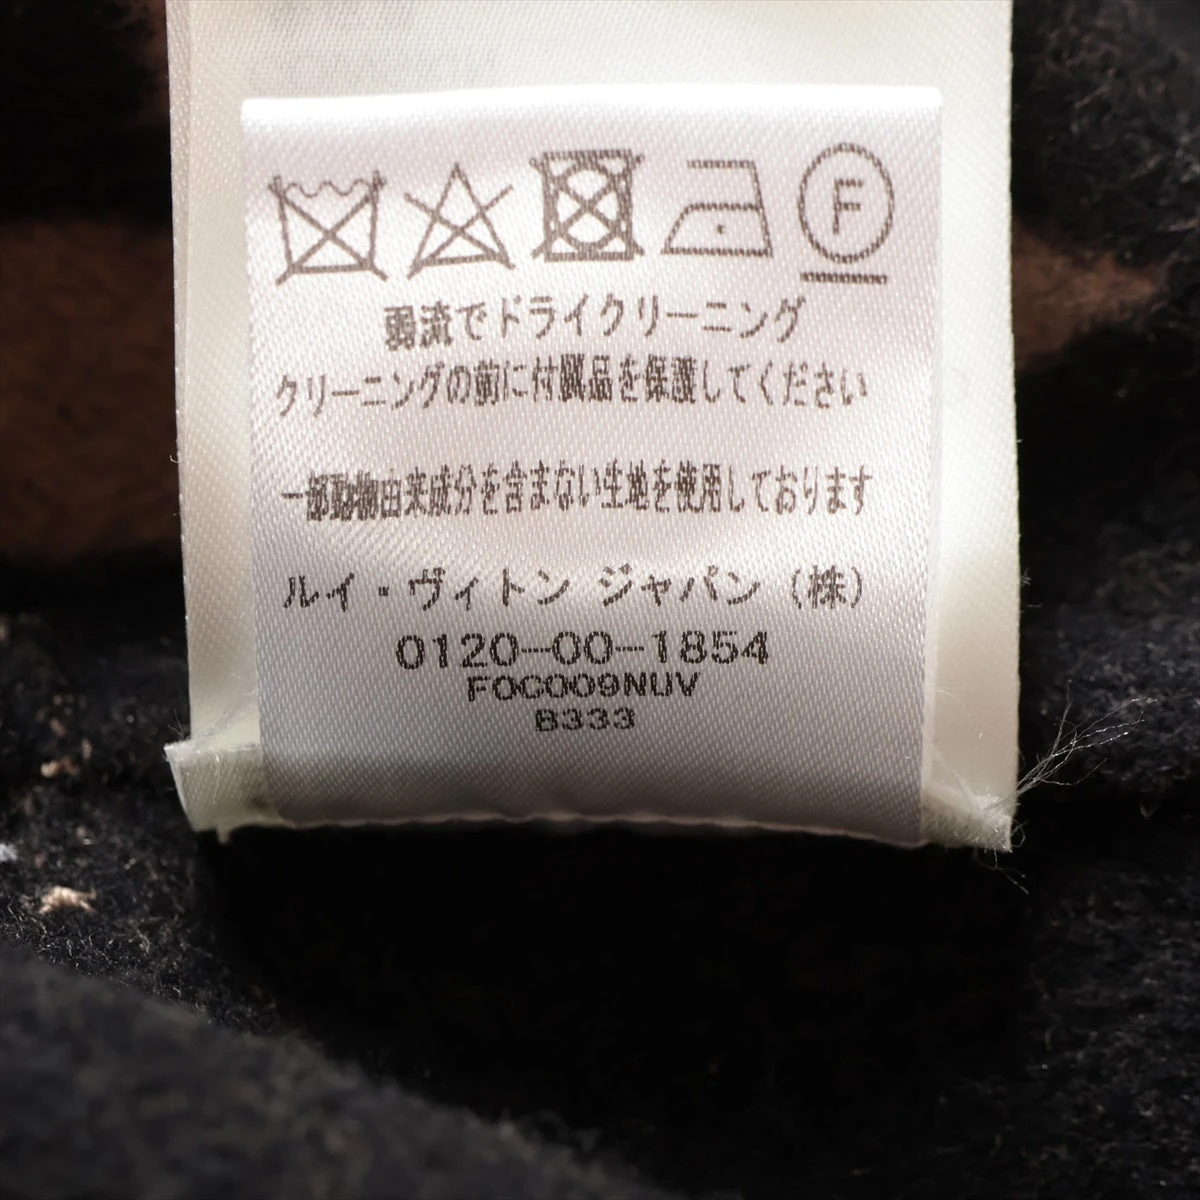 F
弱流でドライクリーニング
クリーニングの前に付属品を保護してください
一部動物由来成分を含まない生地を使用しております
ルイ・ヴィトン ジャパン（株）
0120-00-1854
FOC009NUV
B333